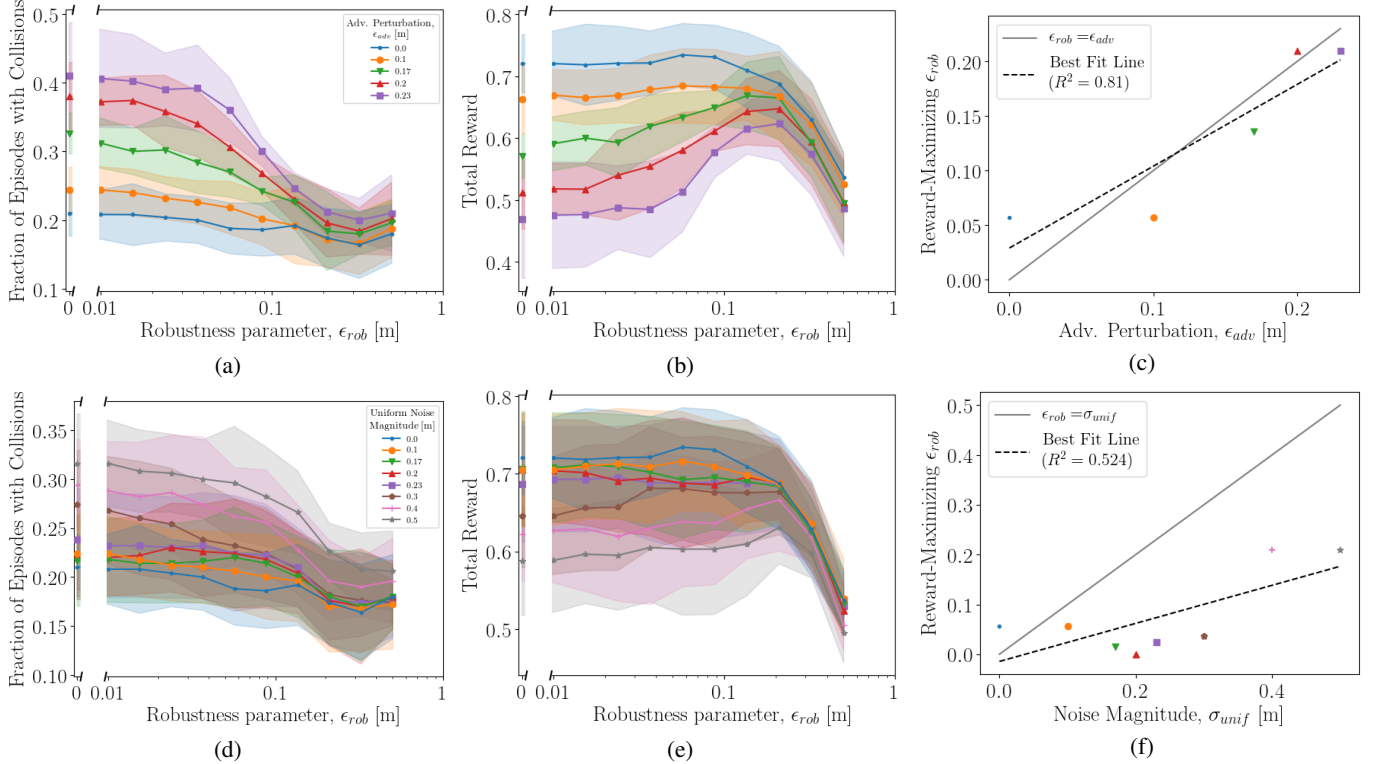 Fraction of Episodes with Collisions
0.5
0.4
0.3
0.2
0.1
Adv. Perturbation,
ϵ_adv [m]
0.0
0.1
0.17
0.2
0.23
0
0.01
0.1
1
Robustness parameter, ϵ_rob [m]
(a)
Total Reward
0.8
0.7
0.6
0.5
0.4
0
0.01
0.1
1
Robustness parameter, ϵ_rob [m]
(b)
Reward-Maximizing ϵ_rob
0.20
0.15
0.10
0.05
0.00
ϵ_rob =ϵ_adv
Best Fit Line
(R² = 0.81)
0.0
0.1
0.2
Adv. Perturbation, ϵ_adv [m]
(c)
Fraction of Episodes with Collisions
0.35
0.30
0.25
0.20
0.15
0.10
Uniform Noise
Magnitude [m]
0.0
0.1
0.17
0.2
0.23
0.3
0.4
0.5
0
0.01
0.1
1
Robustness parameter, ϵ_rob [m]
(d)
Total Reward
0.8
0.7
0.6
0.5
0
0.01
0.1
1
Robustness parameter, ϵ_rob [m]
(e)
Reward-Maximizing ϵ_rob
0.5
0.4
0.3
0.2
0.1
0.0
ϵ_rob =σ_unif
Best Fit Line
(R² = 0.524)
0.0
0.2
0.4
Noise Magnitude, σ_unif [m]
(f)